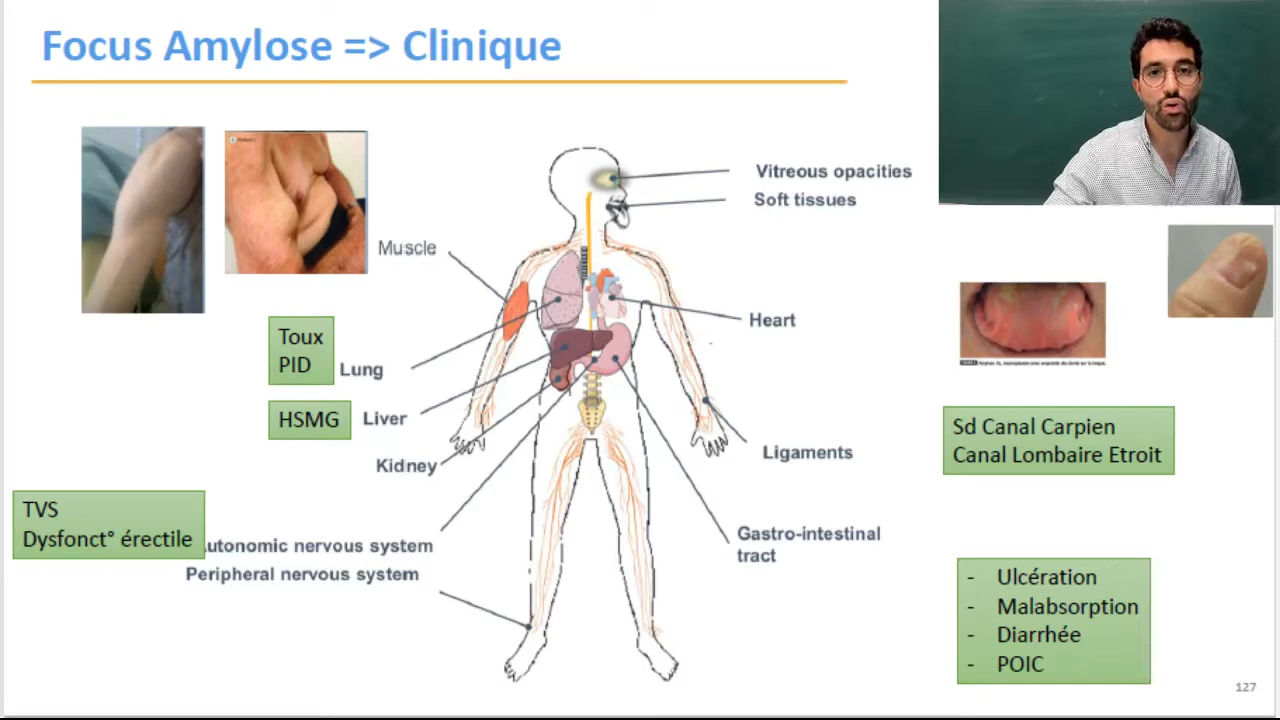 Focus Amylose => Clinique
Vitreous opacities
Soft tissues
Muscle
Toux
PID
Lung
Heart
HSMG
Liver
Kidney
Sd Canal Carpien
Canal Lombaire Etroit
Ligaments
TVS
Dysfonct° érectile
utonomic nervous system
Peripheral nervous system
Gastro-intestinal
tract
- Ulcération
- Malabsorption
- Diarrhée
- POIC
127